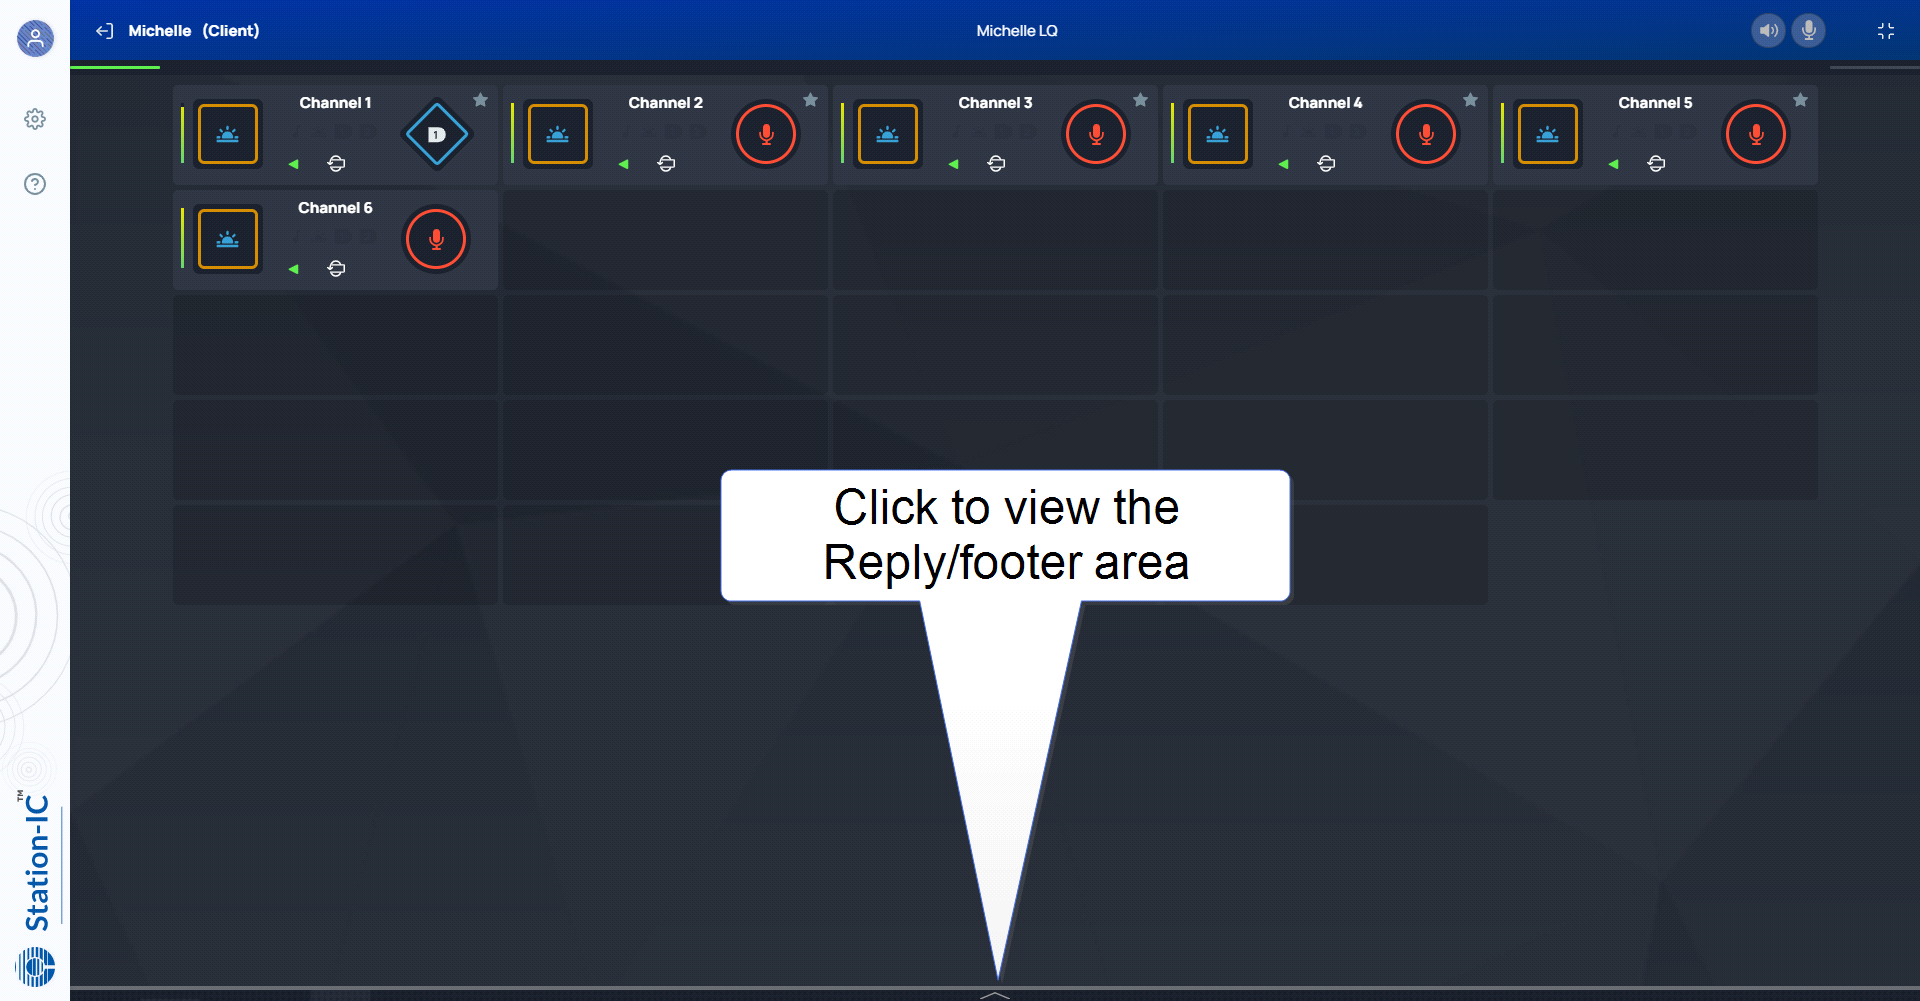 Michelle (Client)
Michelle LQ
Channel 1
Channel 2
Channel 3
Channel 4
Channel 5
D 1
Channel 6
Click to view the
Reply/footer area
Station-IC™